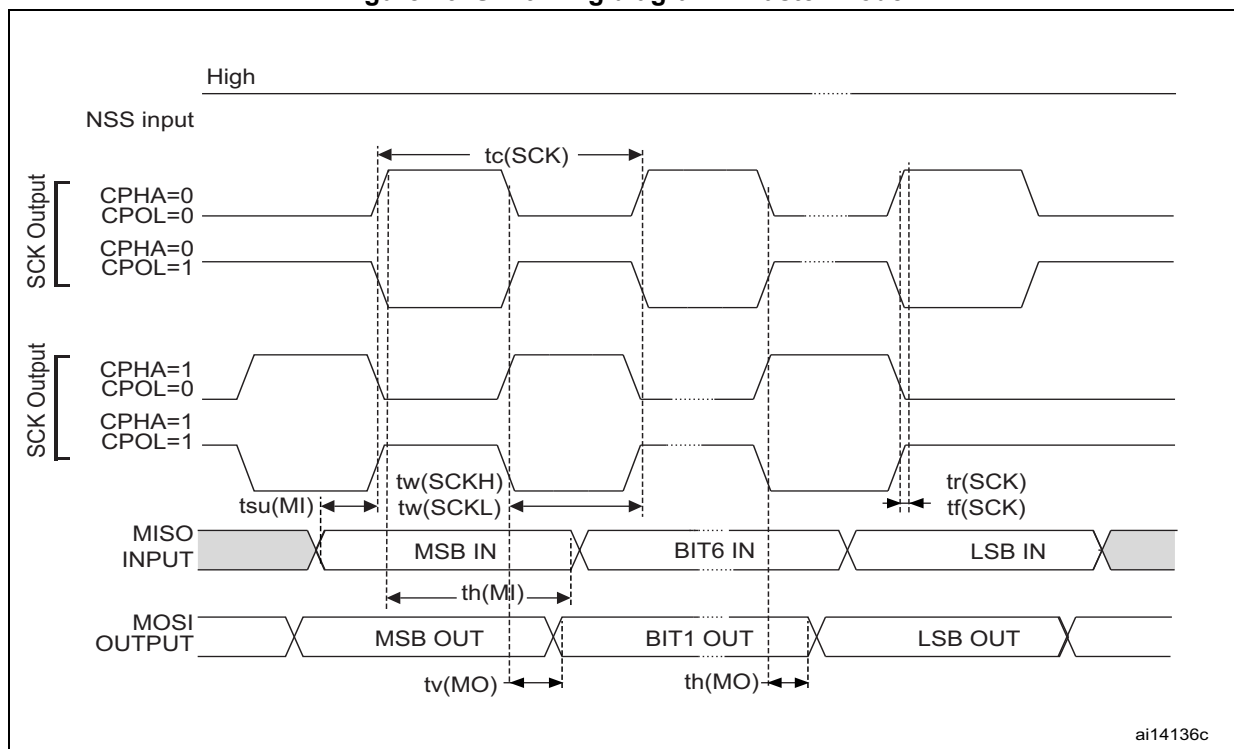 High
NSS input
tc(SCK)
SCK Output
CPHA=0
CPOL=0
CPHA=0
CPOL=1
SCK Output
CPHA=1
CPOL=0
CPHA=1
CPOL=1
tw(SCKH)
tw(SCKL)
tr(SCK)
tf(SCK)
tsu(MI)
MISO
INPUT
MSB IN
BIT6 IN
LSB IN
th(MI)
MOSI
OUTPUT
MSB OUT
BIT1 OUT
LSB OUT
tv(MO)
th(MO)
ai14136c